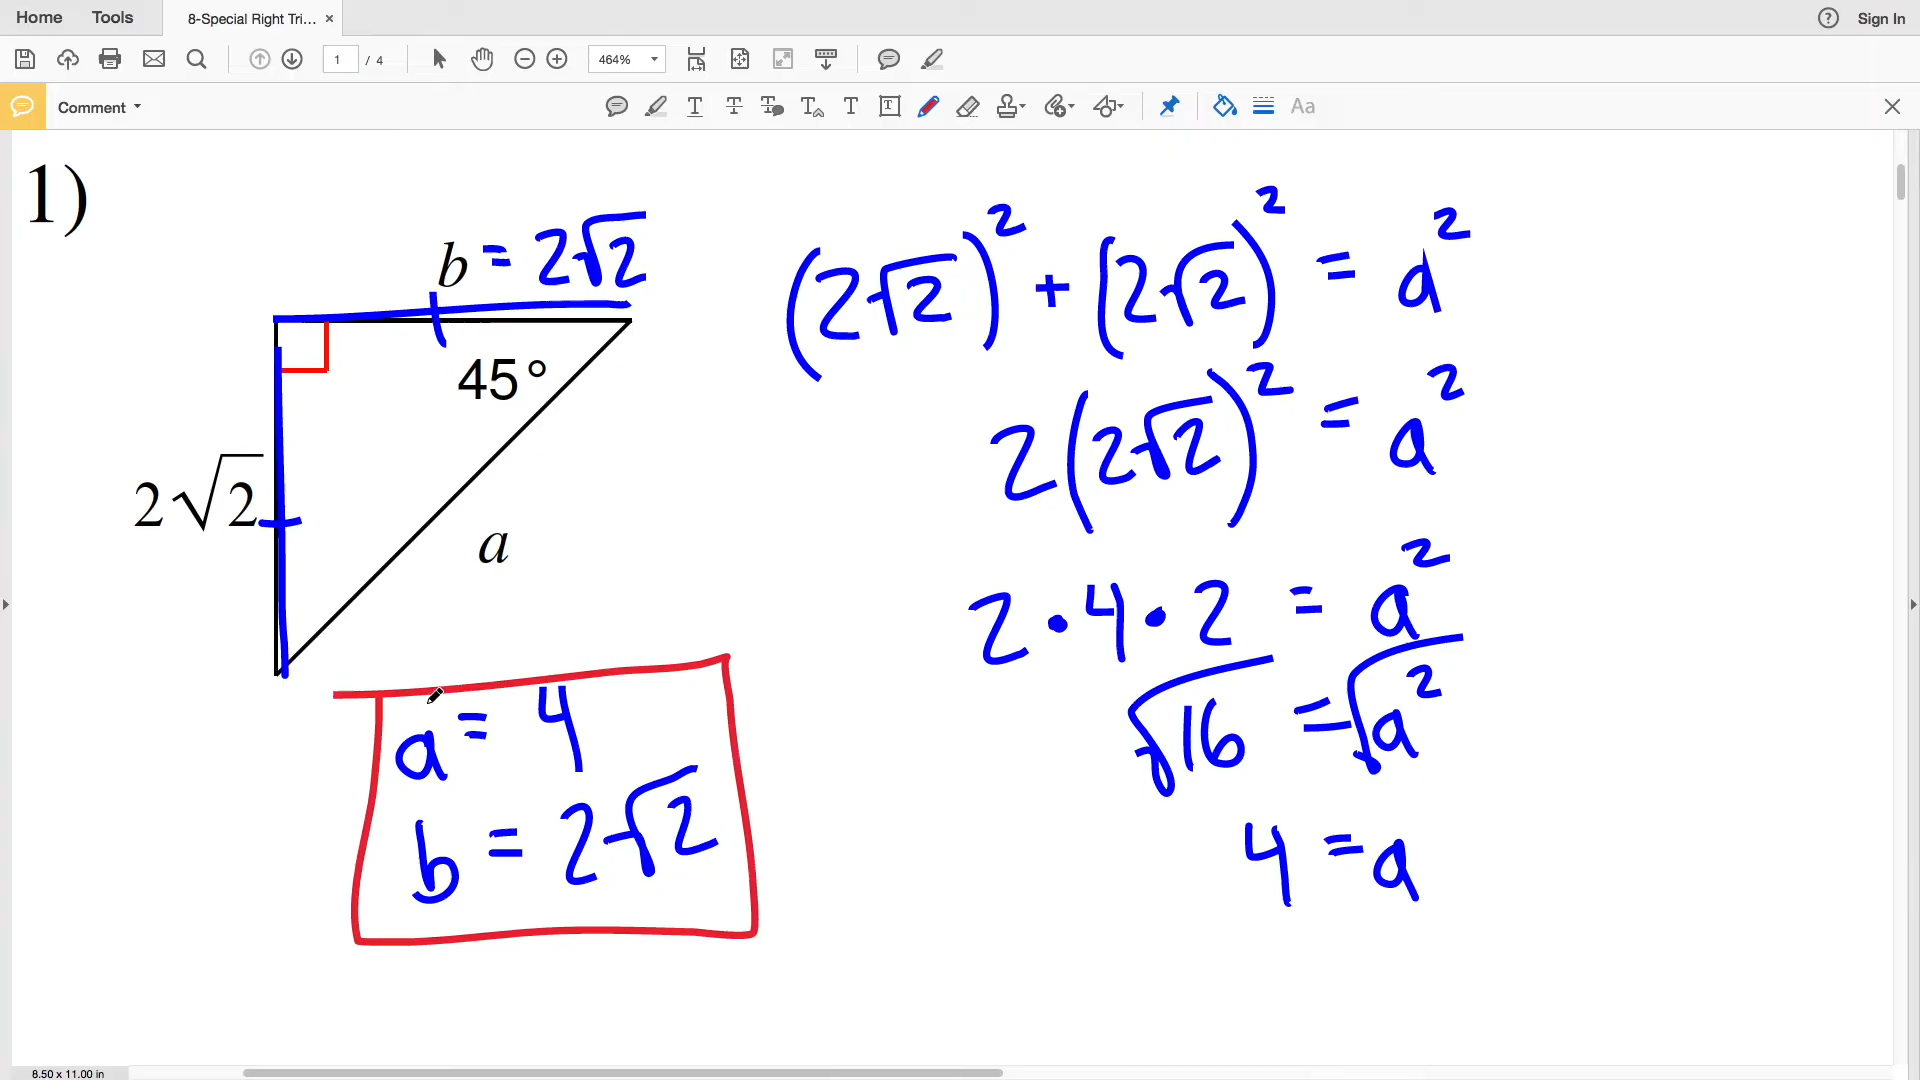 Home Tools 8-Special Right Tri... × Sign In
1 / 4 464%
Comment Aa
1)
b = 2√2
45°
2√2
a
(2√2)² + (2√2)² = a²
2(2√2)² = a²
2 • 4 • 2 = a²
√16 = √a²
4 = a
a = 4
b = 2√2
8.50 x 11.00 in